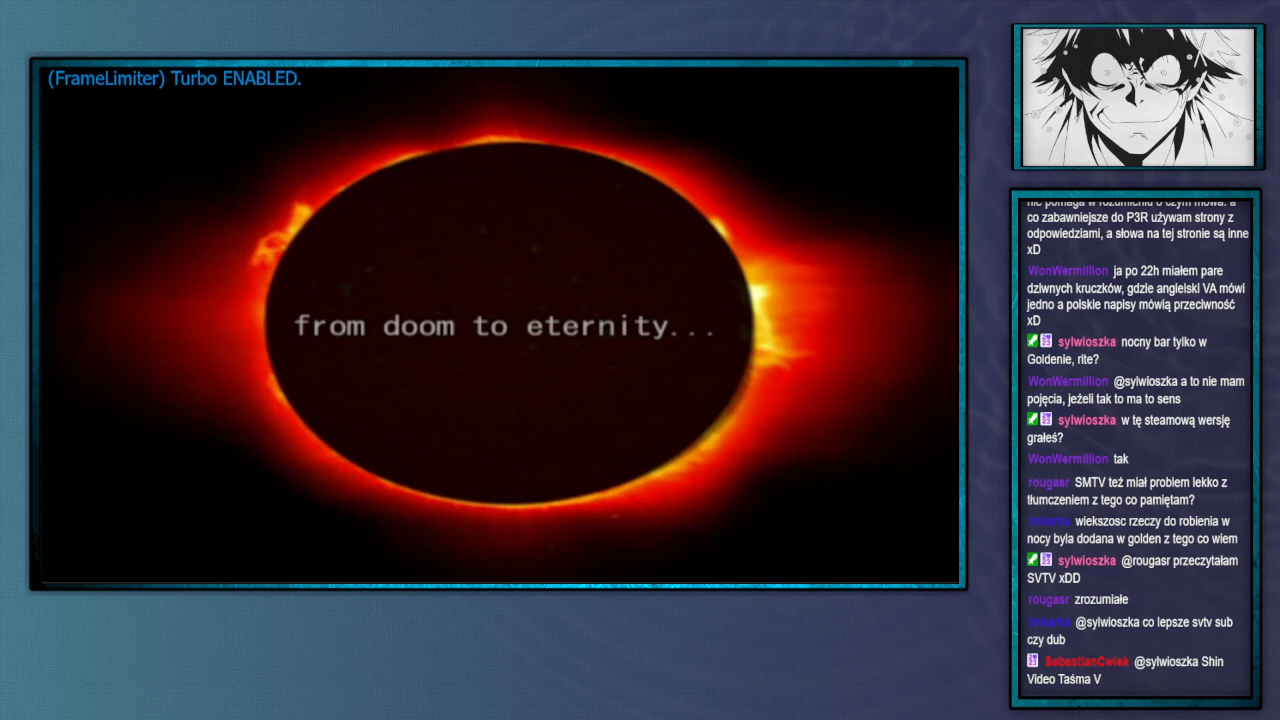 (FrameLimiter) Turbo ENABLED.
from doom to eternity...
co zabawniejsze do P3R używam strony z
odpowiedziami, a słowa na tej stronie są inne
xD
WonWermillion ja po 22h miałem pare
dziwnych kruczków, gdzie angielski VA mówi
jedno a polskie napisy mówią przeciwność
xD
sylwioszka nocny bar tylko w
Goldenie, rite?
WonWermillion @sylwioszka a to nie mam
pojęcia, jeżeli tak to ma to sens
sylwioszka w tę steamową wersję
grałeś?
WonWermillion tak
rougasr SMTV też miał problem lekko z
tłumczeniem z tego co pamiętam?
wiekszosc rzeczy do robienia w
nocy byla dodana w golden z tego co wiem
sylwioszka @rougasr przeczytałam
SVTV xDD
rougasr zrozumiałe
@sylwioszka co lepsze svtv sub
czy dub
SebastianCwiek @sylwioszka Shin
Video Taśma V